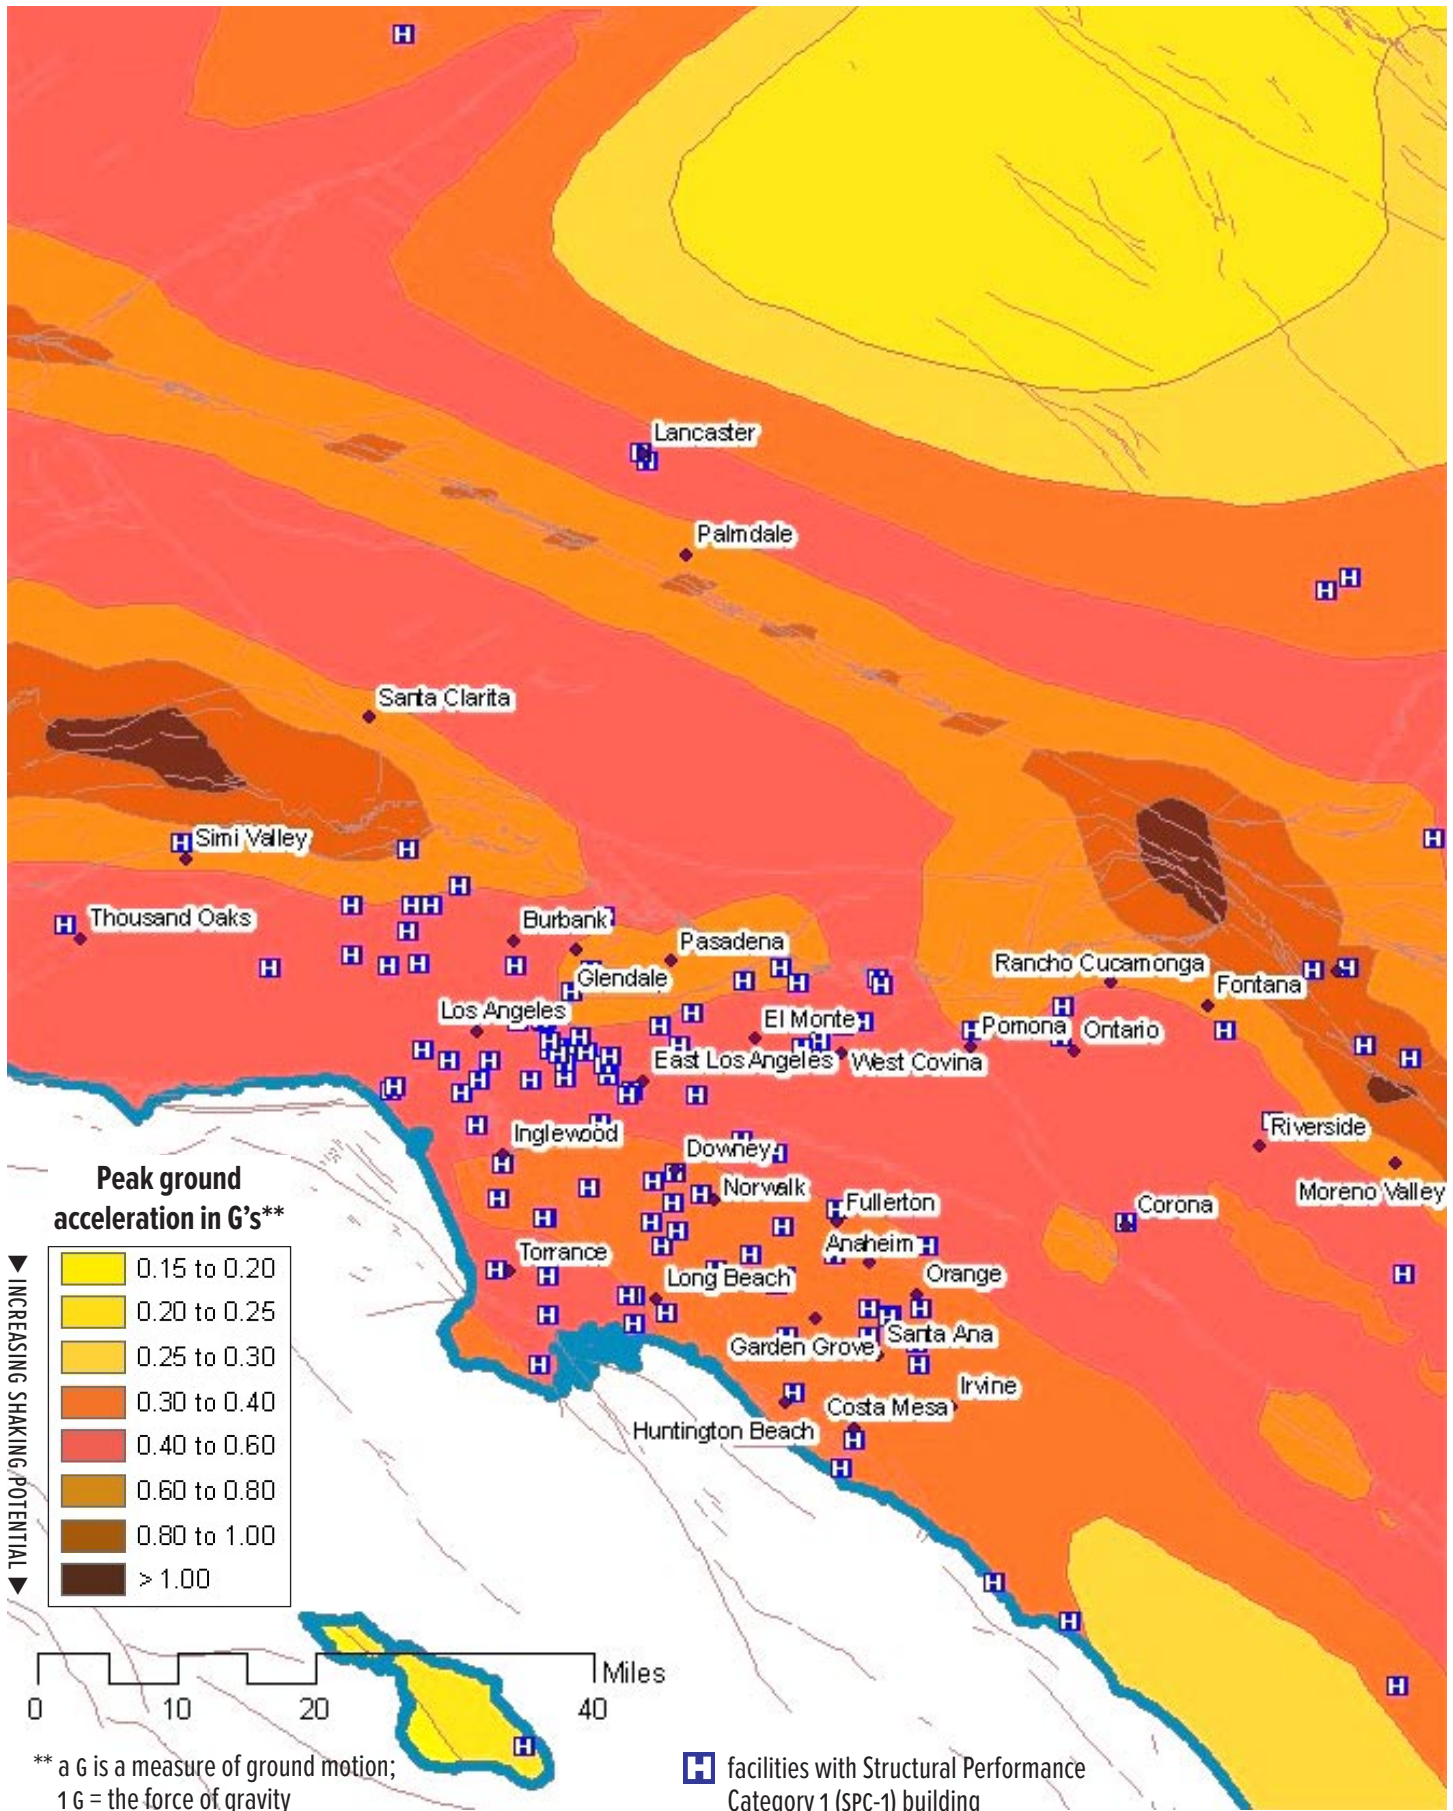 Lancaster
Palmdale
Santa Clarita
Simi Valley
Thousand Oaks
Burbank
Pasadena
Glendale
Rancho Cucamonga
Fontana
Los Angeles
El Monte
Pomona
Ontario
East Los Angeles
West Covina
Inglewood
Downey
Riverside
Norwalk
Moreno Valley
Fullerton
Corona
Anaheim
Torrance
Long Beach
Orange
Santa Ana
Garden Grove
Irvine
Costa Mesa
Huntington Beach
Peak ground
acceleration in G's**
0.15 to 0.20
0.20 to 0.25
0.25 to 0.30
0.30 to 0.40
0.40 to 0.60
0.60 to 0.80
0.80 to 1.00
> 1.00
▼ INCREASING SHAKING POTENTIAL ▼
Miles
0 10 20 40
** a G is a measure of ground motion;
1 G = the force of gravity
H facilities with Structural Performance
Category 1 (SPC-1) building